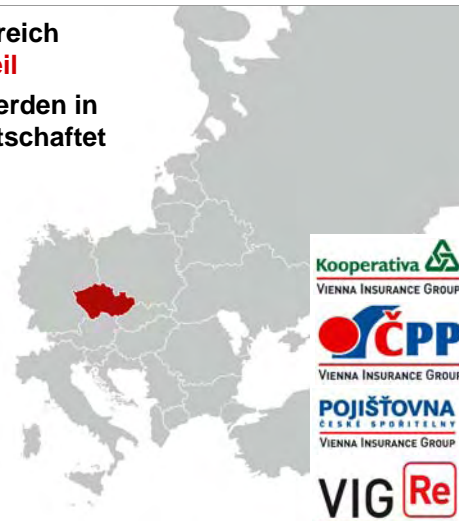 reich
eil
erden in
tschaftet
Kooperativa
VIENNA INSURANCE GROUP
ČPP
VIENNA INSURANCE GROUP
POJIŠŤOVNA
ČESKÉ SPOŘITELNY
VIENNA INSURANCE GROUP
VIG Re